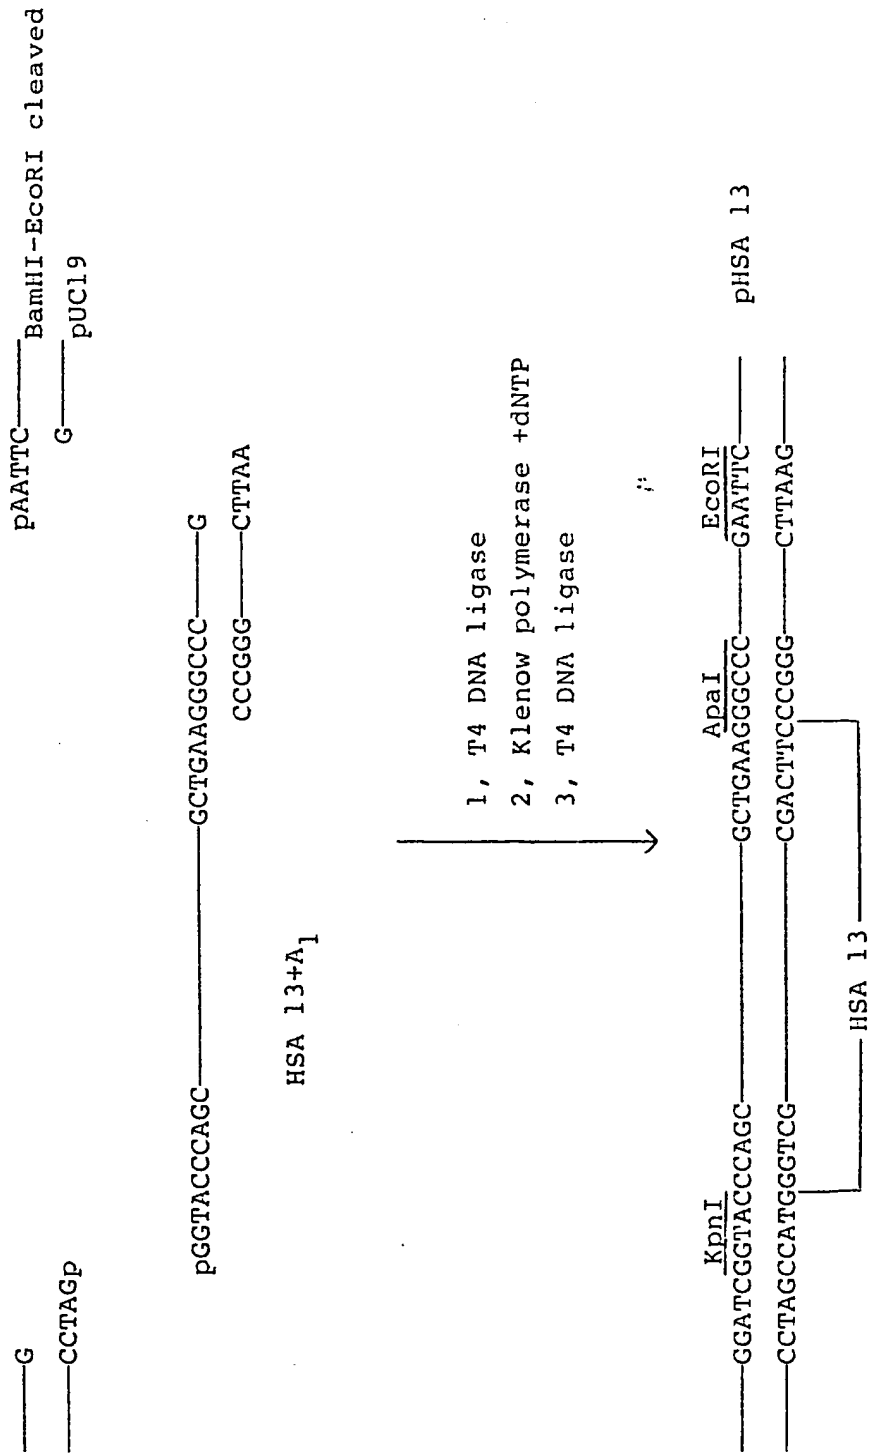 G pAATTC
BamHI-EcoRI cleaved
CCTAGp G pUC19
pGGTACCCAGC GCTGAAGGGCCC G
CCCGGG CTTAA
HSA 13+A1
1, T4 DNA ligase
2, Klenow polymerase +dNTP
3, T4 DNA ligase
KpnI ApaI EcoRI
GGATCGGTACCCAGC GCTGAAGGGCCC GAATTC
pHSA 13
CCTAGCCATGGGTCG CGACTTCCCGGG CTTAAG
HSA 13